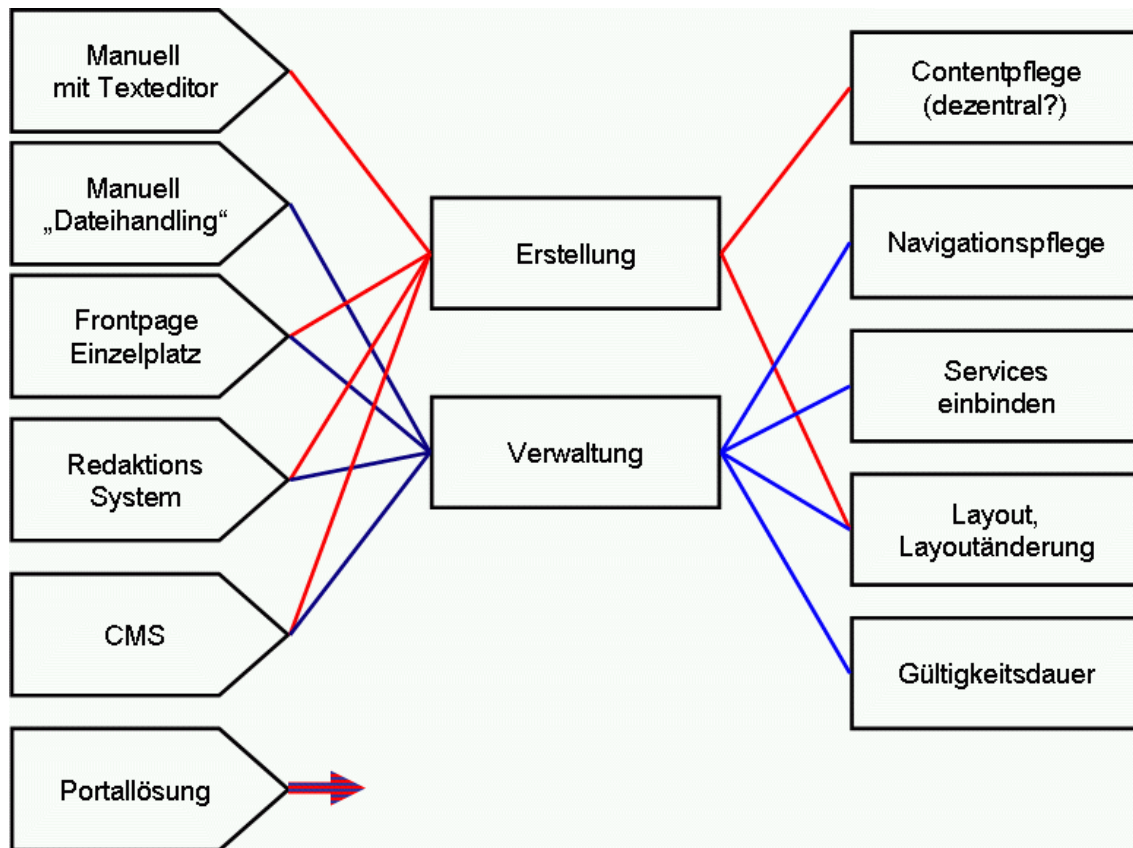 Manuell
mit Texteditor
Manuell
„Dateihandling“
Frontpage
Einzelplatz
Redaktions
System
CMS
Portallösung
Erstellung
Verwaltung
Contentpflege
(dezentral?)
Navigationspflege
Services
einbinden
Layout,
Layoutänderung
Gültigkeitsdauer